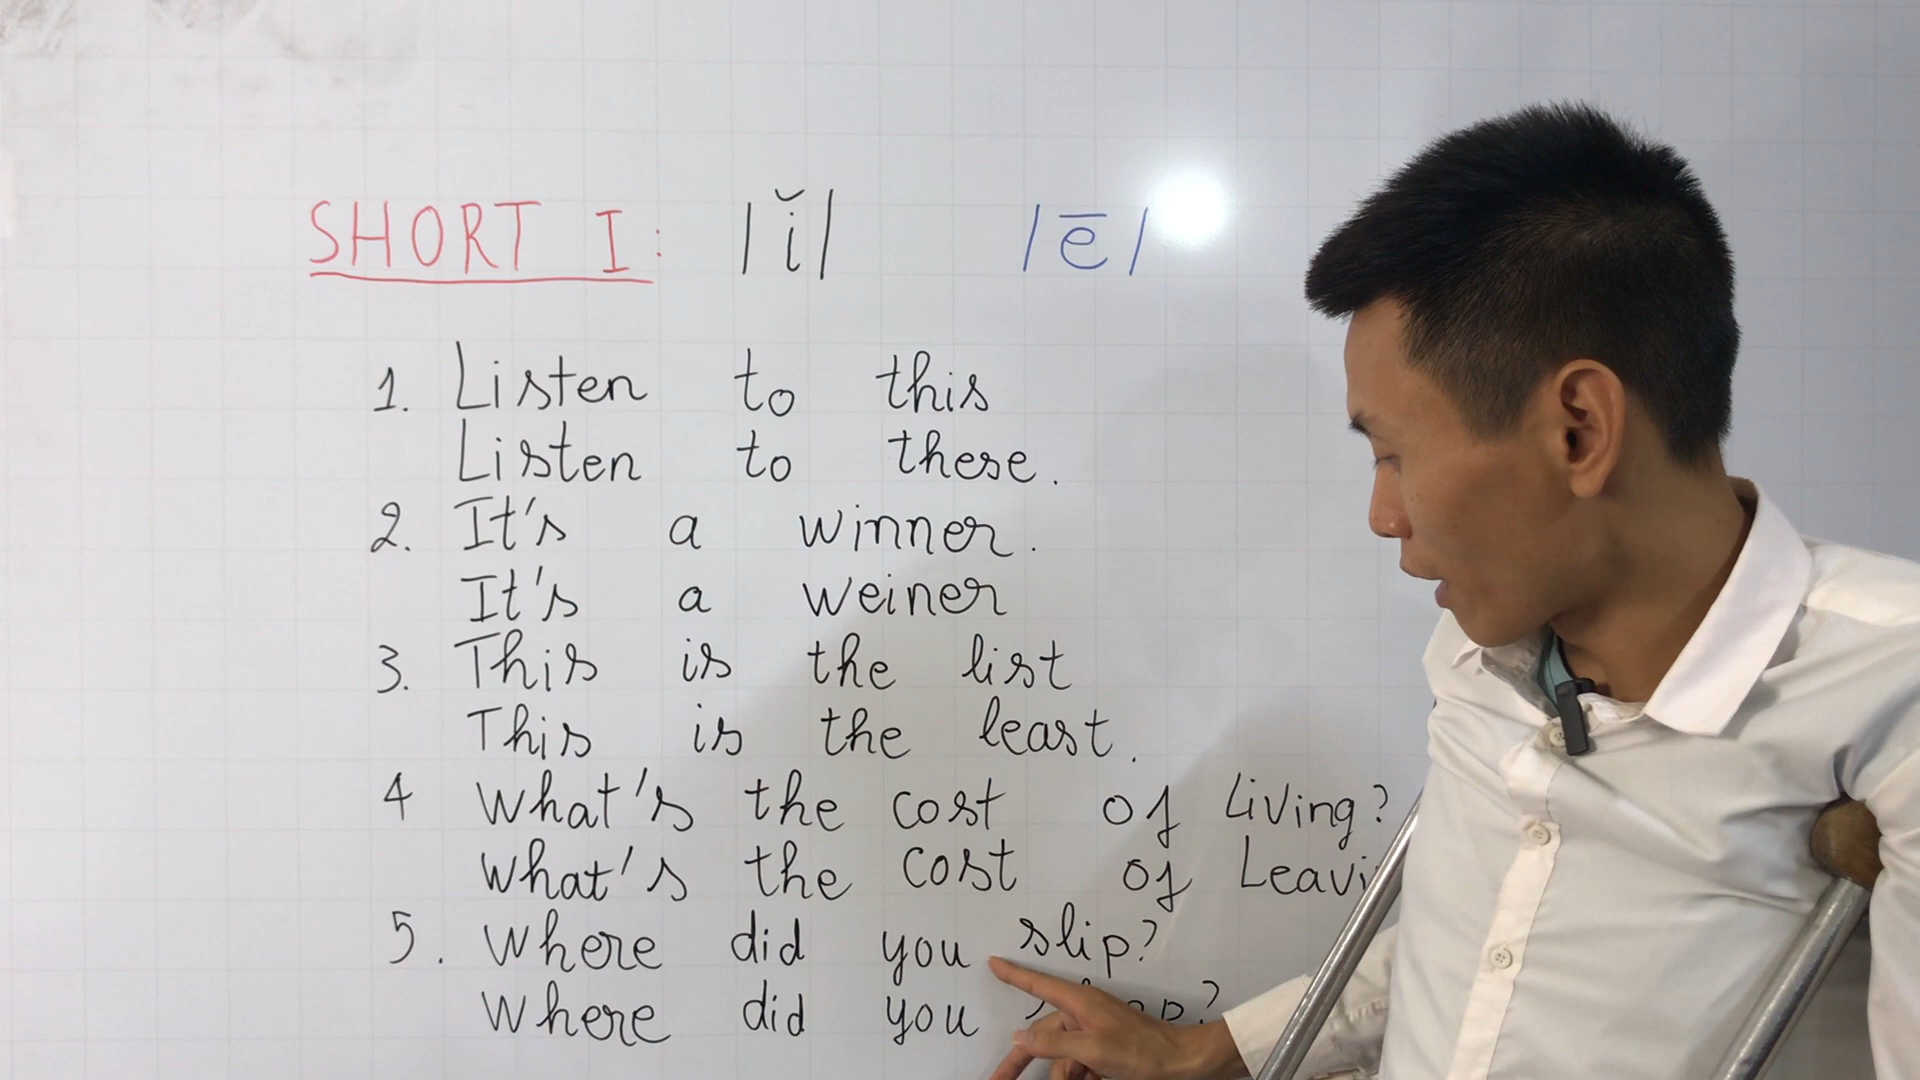 SHORT I: /ĭ/ /ē/
1. Listen to this
Listen to these.
2. It's a winner.
It's a weiner
3. This is the list
This is the least.
4 What's the cost of living?
What's the cost of
5. Where did you slip?
Where did you